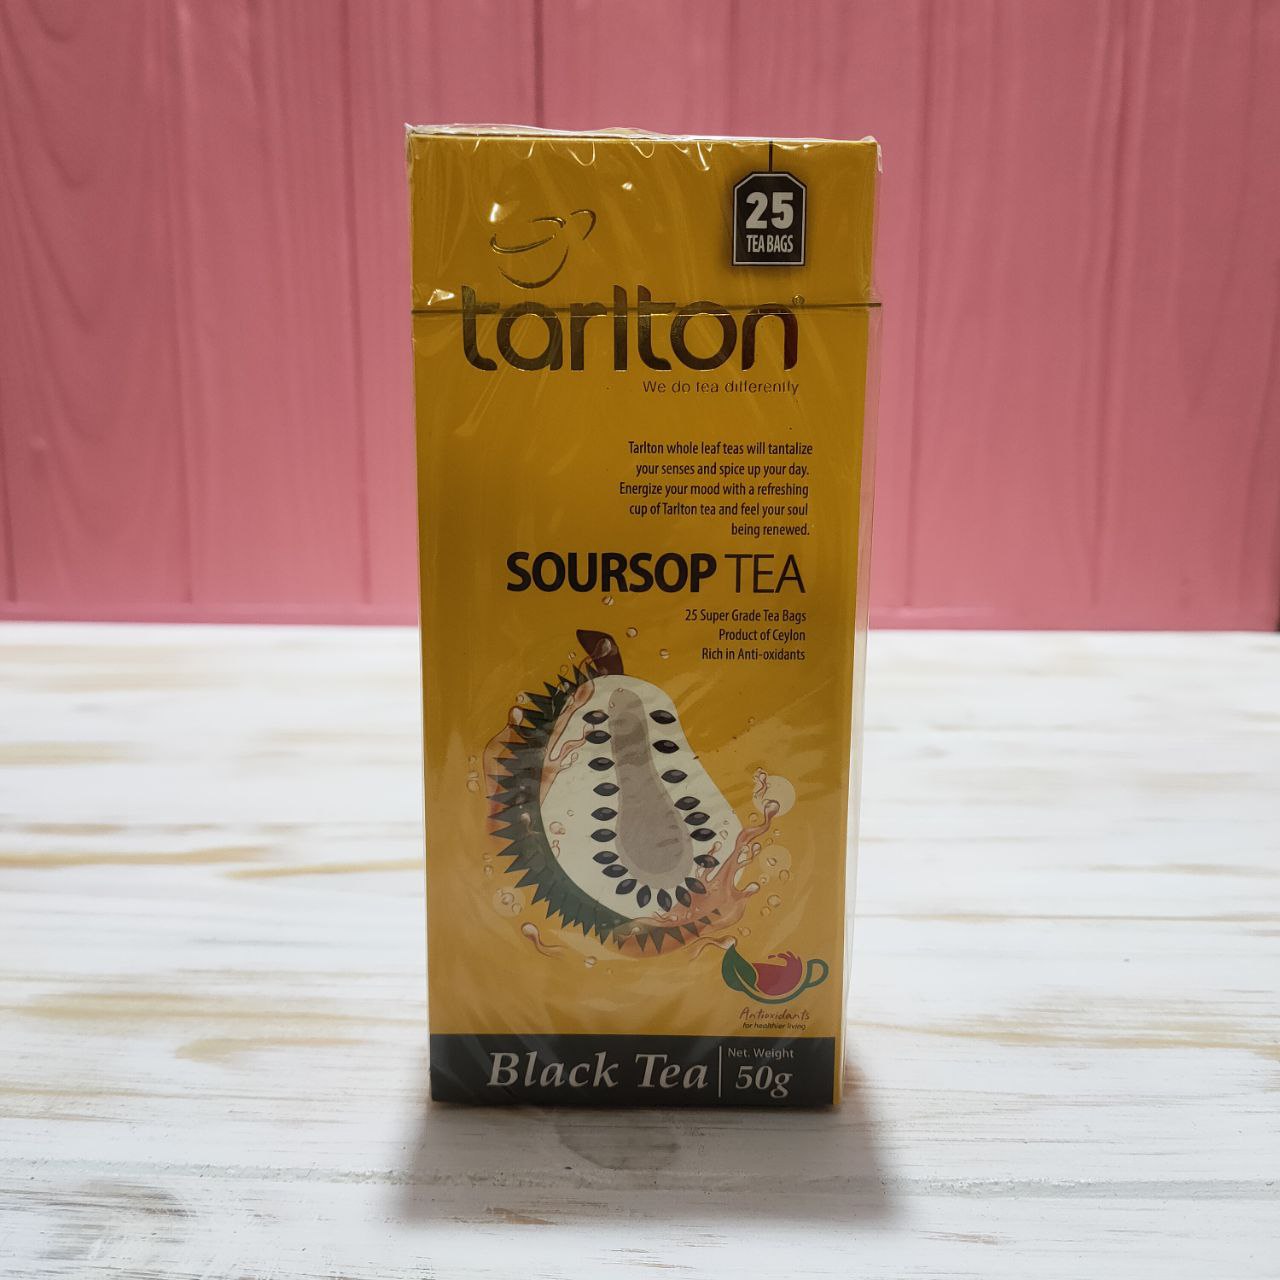 25
TEA BAGS
tarlton®
We do tea differently
Tarlton whole leaf teas will tantalize
your senses and spice up your day.
Energize your mood with a refreshing
cup of Tarlton tea and feel your soul
being renewed.
SOURSOP TEA
25 Super Grade Tea Bags
Product of Ceylon
Rich in Anti-oxidants
Antioxidants
for healthier living
Black Tea
Net. Weight
50g